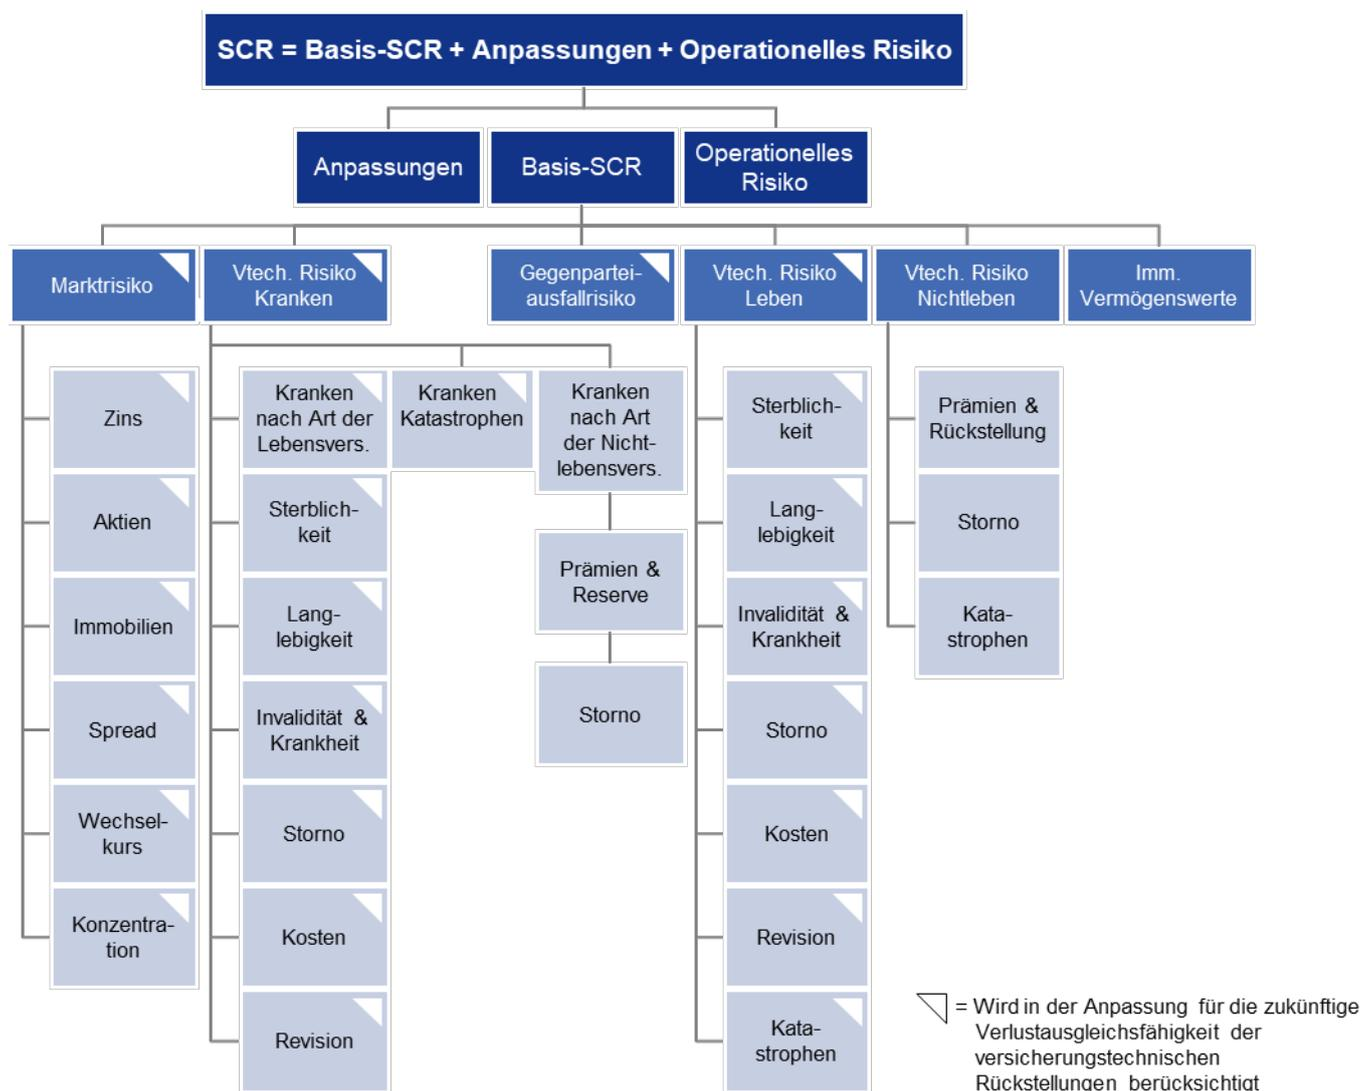 SCR = Basis-SCR + Anpassungen + Operationelles Risiko
Anpassungen
Basis-SCR
Operationelles
Risiko
Marktrisiko
Vtech. Risiko
Kranken
Gegenpartei-
ausfallrisiko
Vtech. Risiko
Leben
Vtech. Risiko
Nichtleben
Imm.
Vermögenswerte
Zins
Aktien
Immobilien
Spread
Wechsel-
kurs
Konzentra-
tion
Kranken
nach Art der
Lebensvers.
Sterblich-
keit
Lang-
lebigkeit
Invalidität &
Krankheit
Storno
Kosten
Revision
Kranken
Katastrophen
Kranken
nach Art
der Nicht-
lebensvers.
Prämien &
Reserve
Storno
Sterblich-
keit
Lang-
lebigkeit
Invalidität &
Krankheit
Storno
Kosten
Revision
Kata-
strophen
Prämien &
Rückstellung
Storno
Kata-
strophen
= Wird in der Anpassung für die zukünftige
Verlustausgleichsfähigkeit der
versicherungstechnischen
Rückstellungen berücksichtigt